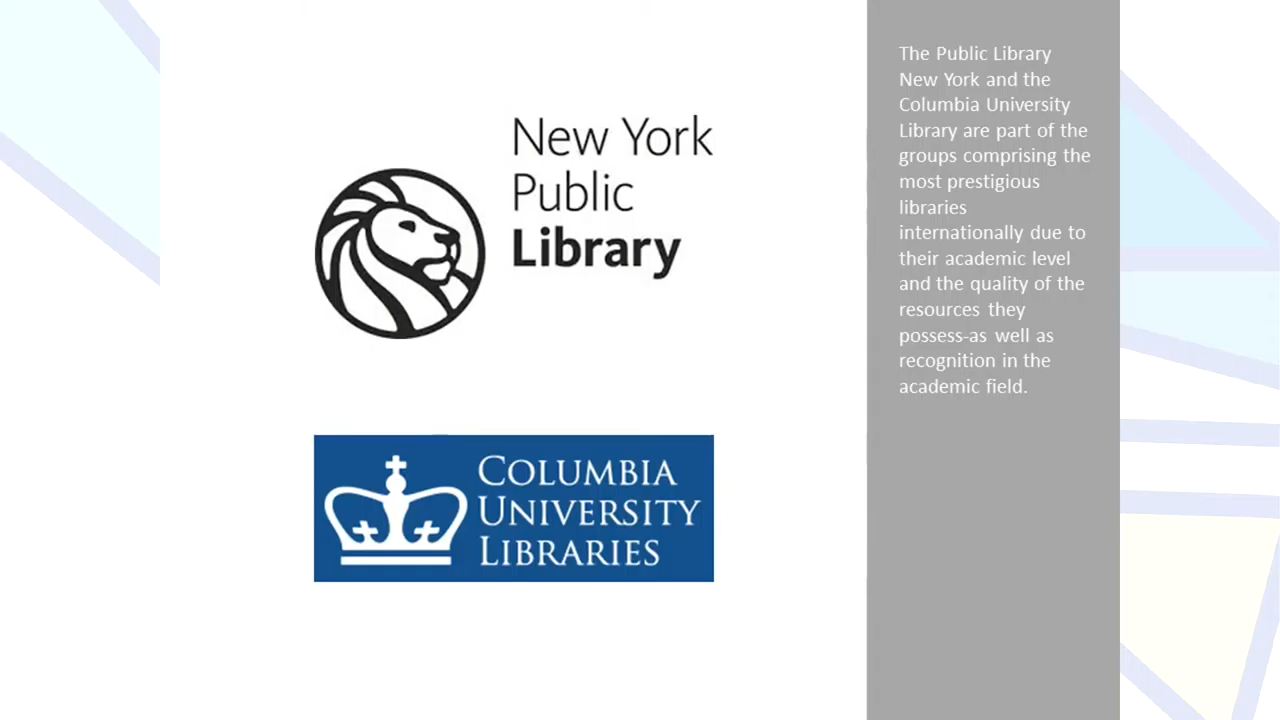 New York
Public
Library
COLUMBIA
UNIVERSITY
LIBRARIES
The Public Library
New York and the
Columbia University
Library are part of the
groups comprising the
most prestigious
libraries
internationally due to
their academic level
and the quality of the
resources they
possess-as well as
recognition in the
academic field.